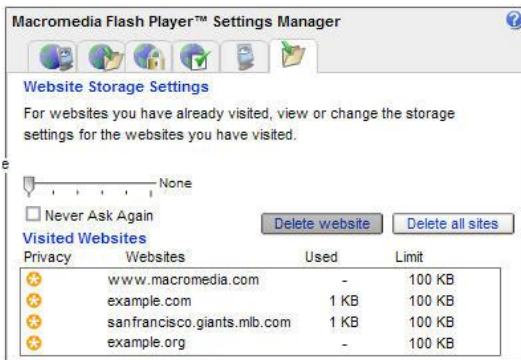 Macromedia Flash Player™ Settings Manager
?
Website Storage Settings
For websites you have already visited, view or change the storage
settings for the websites you have visited.
e
None
Never Ask Again
Delete website Delete all sites
Visited Websites
Privacy Websites Used Limit
www.macromedia.com - 100 KB
example.com 1 KB 100 KB
sanfrancisco.giants.mlb.com 1 KB 100 KB
example.org - 100 KB